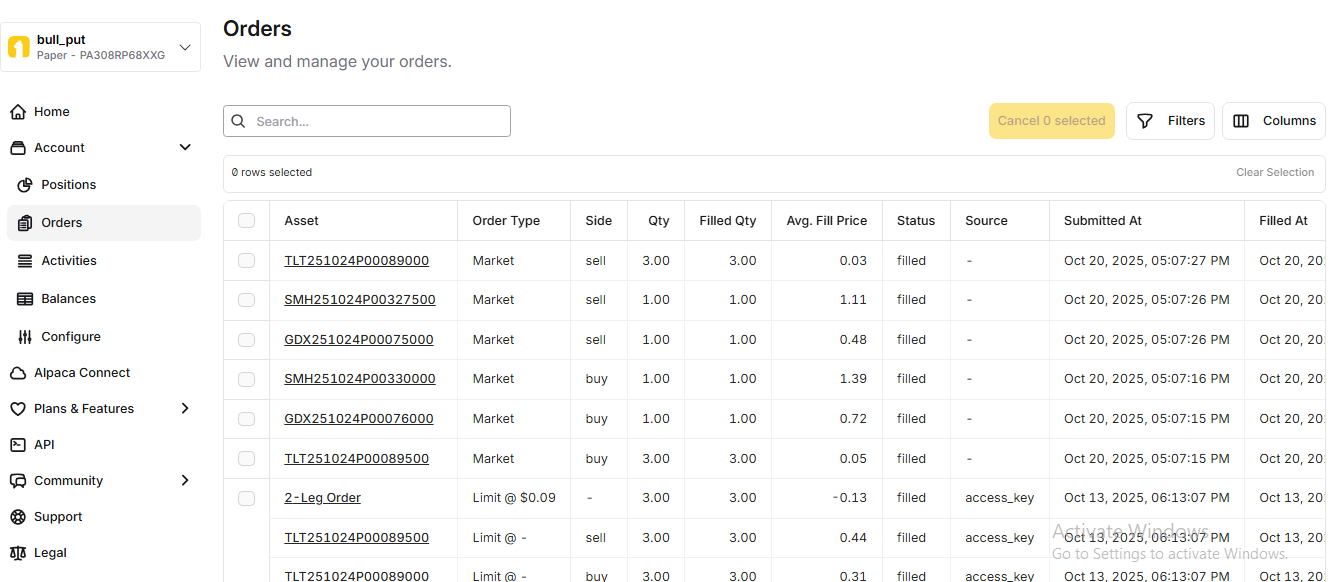 bull_put
Paper - PA308RP68XXG
Home
Account
Positions
Orders
Activities
Balances
Configure
Alpaca Connect
Plans & Features
API
Community
Support
Legal
Orders
View and manage your orders.
Search...
Cancel 0 selected
Filters
Columns
0 rows selected
Clear Selection
Asset Order Type Side Qty Filled Qty Avg. Fill Price Status Source Submitted At Filled At
TLT251024P00089000 Market sell 3.00 3.00 0.03 filled - Oct 20, 2025, 05:07:27 PM Oct 20, 20
SMH251024P00327500 Market sell 1.00 1.00 1.11 filled - Oct 20, 2025, 05:07:26 PM Oct 20, 20
GDX251024P00075000 Market sell 1.00 1.00 0.48 filled - Oct 20, 2025, 05:07:26 PM Oct 20, 20
SMH251024P00330000 Market buy 1.00 1.00 1.39 filled - Oct 20, 2025, 05:07:16 PM Oct 20, 20
GDX251024P00076000 Market buy 1.00 1.00 0.72 filled - Oct 20, 2025, 05:07:15 PM Oct 20, 20
TLT251024P00089500 Market buy 3.00 3.00 0.05 filled - Oct 20, 2025, 05:07:15 PM Oct 20, 20
2-Leg Order Limit @ $0.09 - 3.00 3.00 -0.13 filled access_key Oct 13, 2025, 06:13:07 PM Oct 13, 20
TLT251024P00089500 Limit @ - sell 3.00 3.00 0.44 filled access_key Oct 13, 2025, 06:13:07 PM Oct 13, 20
TLT251024P00089000 Limit @ - buy 3.00 3.00 0.31 filled access_key Oct 13, 2025, 06:13:07 PM Oct 13, 20
Activate Windows
Go to Settings to activate Windows.